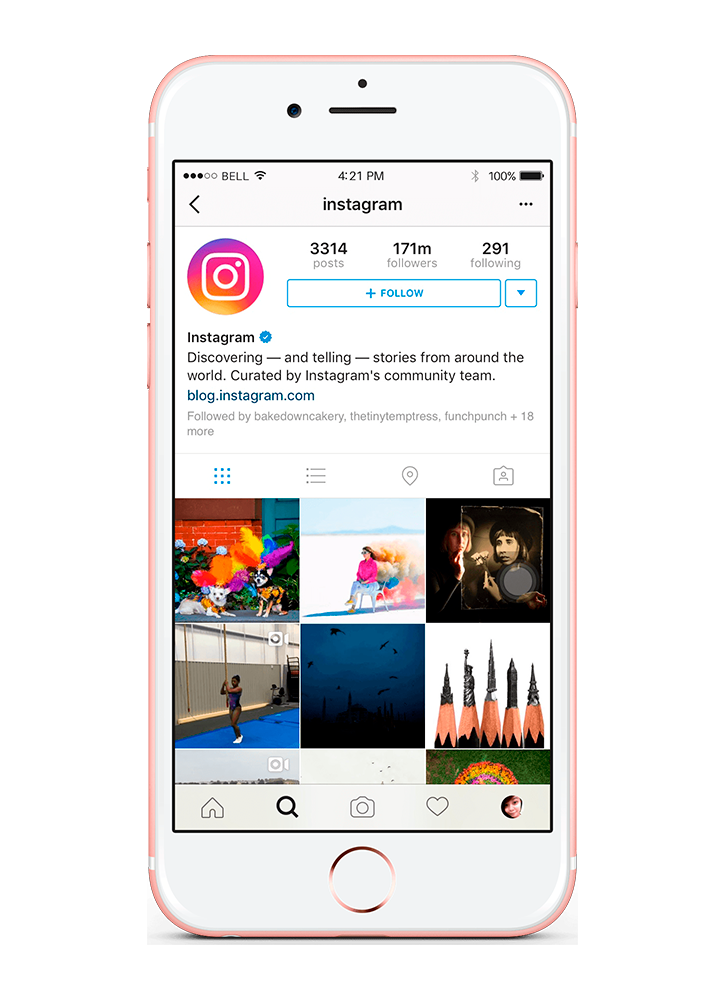 BELL
4:21 PM
100%
instagram
3314 171m 291
posts followers following
+ FOLLOW
Instagram
Discovering — and telling — stories from around the
world. Curated by Instagram's community team.
blog.instagram.com
Followed by bakedowncakery, thetinytemptress, funchpunch + 18
more